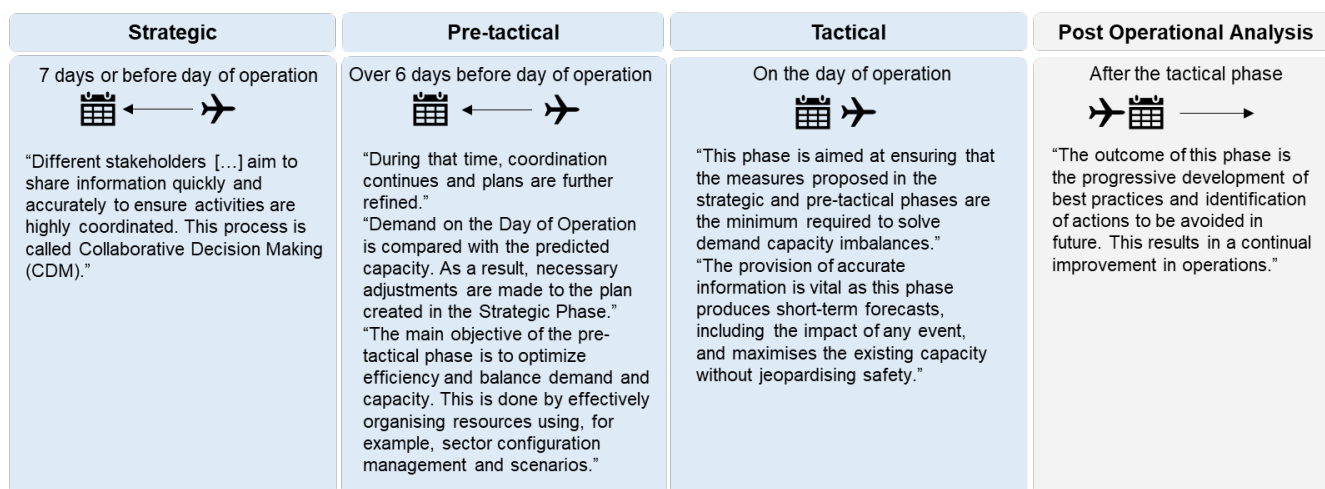 Strategic
7 days or before day of operation
“Different stakeholders […] aim to
share information quickly and
accurately to ensure activities are
highly coordinated. This process is
called Collaborative Decision Making
(CDM).”
Pre-tactical
Over 6 days before day of operation
“During that time, coordination
continues and plans are further
refined.”
“Demand on the Day of Operation
is compared with the predicted
capacity. As a result, necessary
adjustments are made to the plan
created in the Strategic Phase.”
“The main objective of the pre-
tactical phase is to optimize
efficiency and balance demand and
capacity. This is done by effectively
organising resources using, for
example, sector configuration
management and scenarios.”
Tactical
On the day of operation
“This phase is aimed at ensuring that
the measures proposed in the
strategic and pre-tactical phases are
the minimum required to solve
demand capacity imbalances.”
“The provision of accurate
information is vital as this phase
produces short-term forecasts,
including the impact of any event,
and maximises the existing capacity
without jeopardising safety.”
Post Operational Analysis
After the tactical phase
“The outcome of this phase is
the progressive development of
best practices and identification
of actions to be avoided in
future. This results in a continual
improvement in operations.”